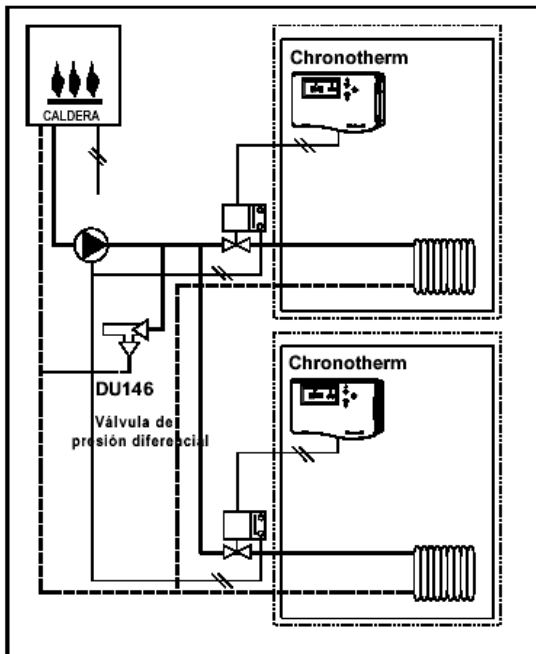 Chronotherm
CALDERA
DU146
Válvula de
presión diferencial
Chronotherm